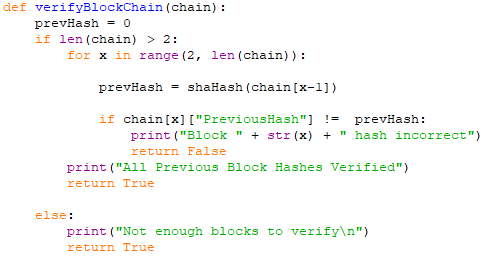 def verifyBlockChain(chain):
    prevHash = 0
    if len(chain) > 2:
        for x in range(2, len(chain)):
            prevHash = shaHash(chain[x-1])
            if chain[x]["PreviousHash"] !=  prevHash:
                print("Block " + str(x) + " hash incorrect")
                return False
        print("All Previous Block Hashes Verified")
        return True
    else:
        print("Not enough blocks to verify\n")
        return True